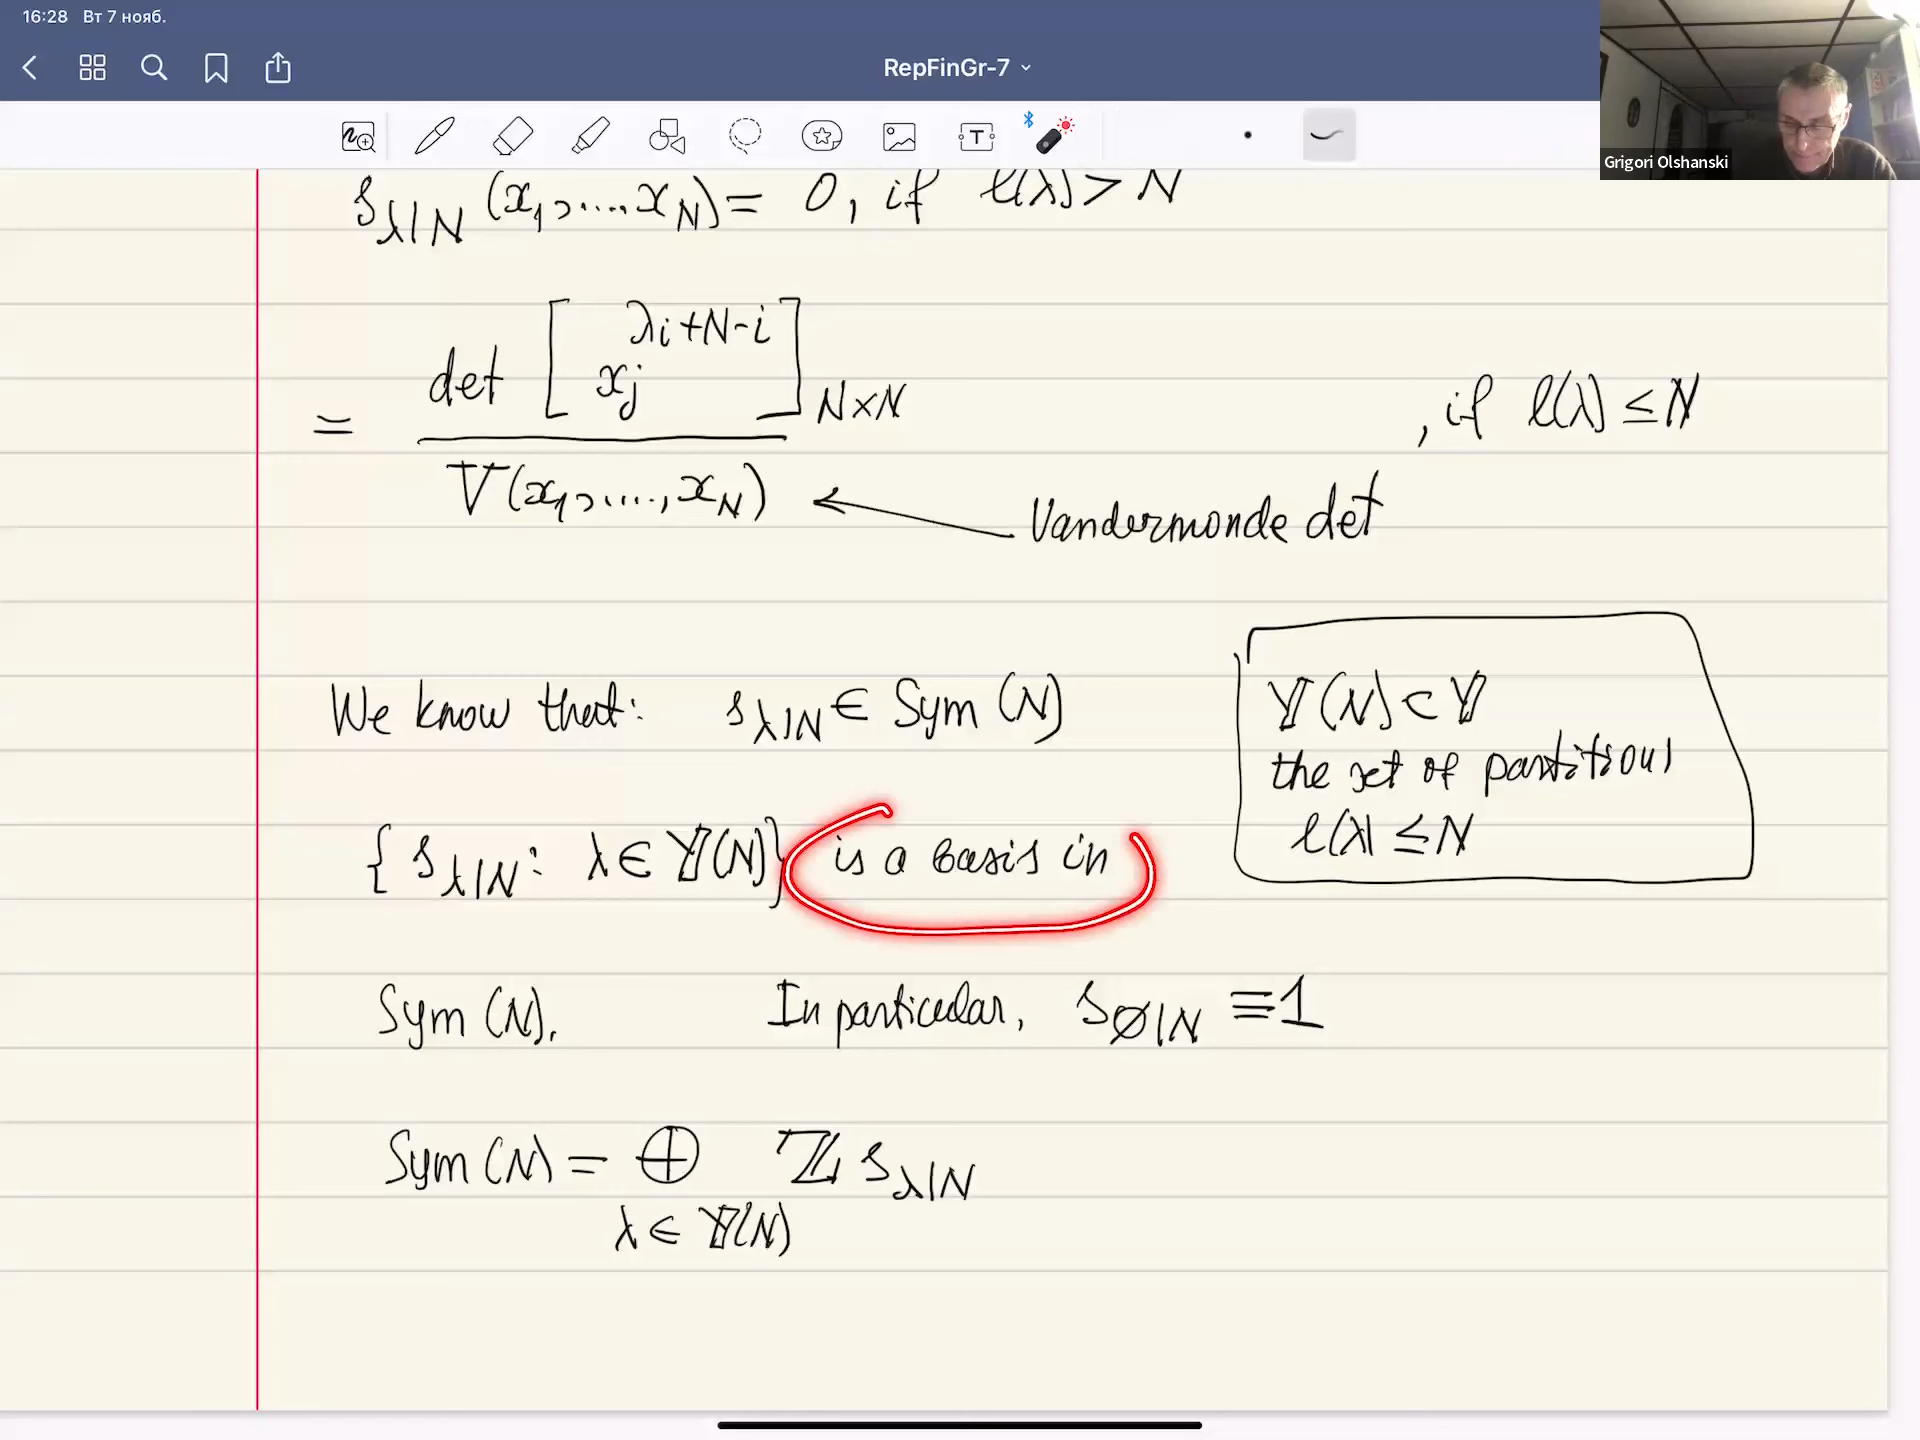 16:28 Вт 7 нояб.
RepFinGr-7
T
Grigori Olshanski
s_{λ|N} (x_1, ...., x_N) = 0, if ℓ(λ) > N
= det [ x_j^{λ_i+N-i} ]_{N×N} / V(x_1, ...., x_N) , if ℓ(λ) ≤ N
← Vandermonde det
We know that: s_{λ|N} ∈ Sym (N)
𝕐(N) ⊂ 𝕐
the set of partitions
ℓ(λ) ≤ N
{ s_{λ|N} : λ ∈ 𝕐(N)} is a basis in
Sym (N). In particular, s_{∅|N} ≡ 1
Sym (N) = ⊕_{λ ∈ 𝕐(N)} ℤ s_{λ|N}